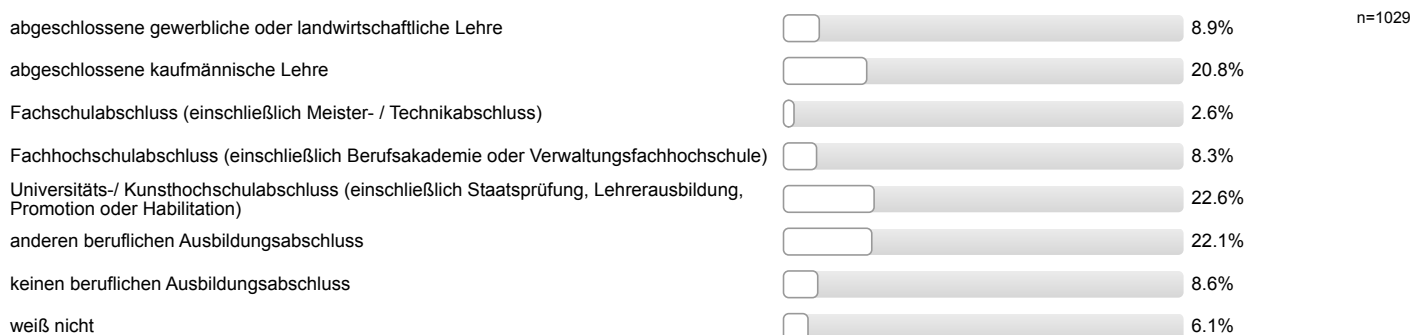 abgeschlossene gewerbliche oder landwirtschaftliche Lehre 8.9% n=1029
abgeschlossene kaufmännische Lehre 20.8%
Fachschulabschluss (einschließlich Meister- / Technikabschluss) 2.6%
Fachhochschulabschluss (einschließlich Berufsakademie oder Verwaltungsfachhochschule) 8.3%
Universitäts-/ Kunsthochschulabschluss (einschließlich Staatsprüfung, Lehrerausbildung,
Promotion oder Habilitation) 22.6%
anderen beruflichen Ausbildungsabschluss 22.1%
keinen beruflichen Ausbildungsabschluss 8.6%
weiß nicht 6.1%